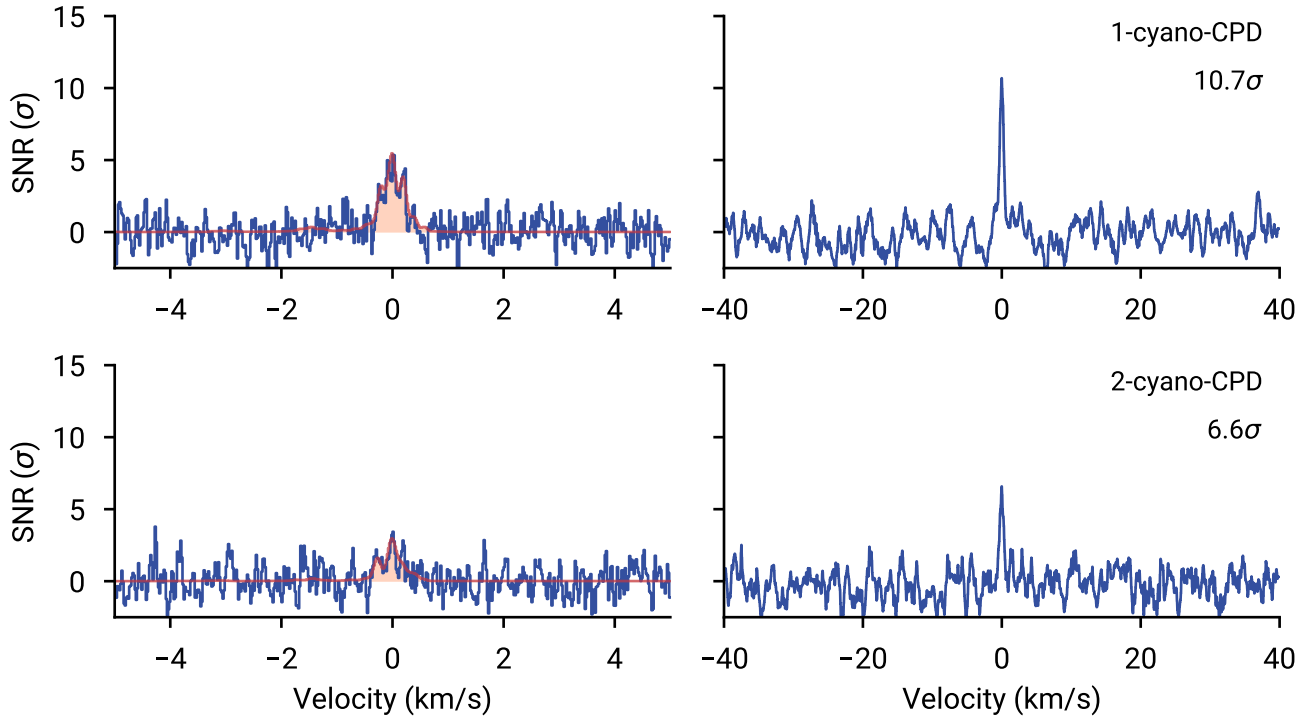 15
10
5
0
SNR (σ)
−4 −2 0 2 4
1-cyano-CPD
10.7σ
−40 −20 0 20 40
15
10
5
0
SNR (σ)
−4 −2 0 2 4
Velocity (km/s)
2-cyano-CPD
6.6σ
−40 −20 0 20 40
Velocity (km/s)